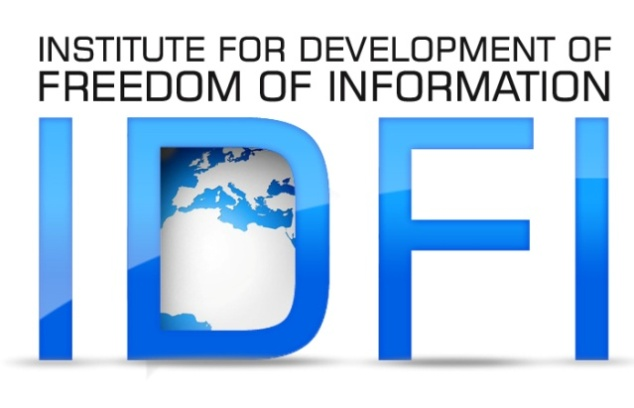 INSTITUTE FOR DEVELOPMENT OF
FREEDOM OF INFORMATION
IDFI